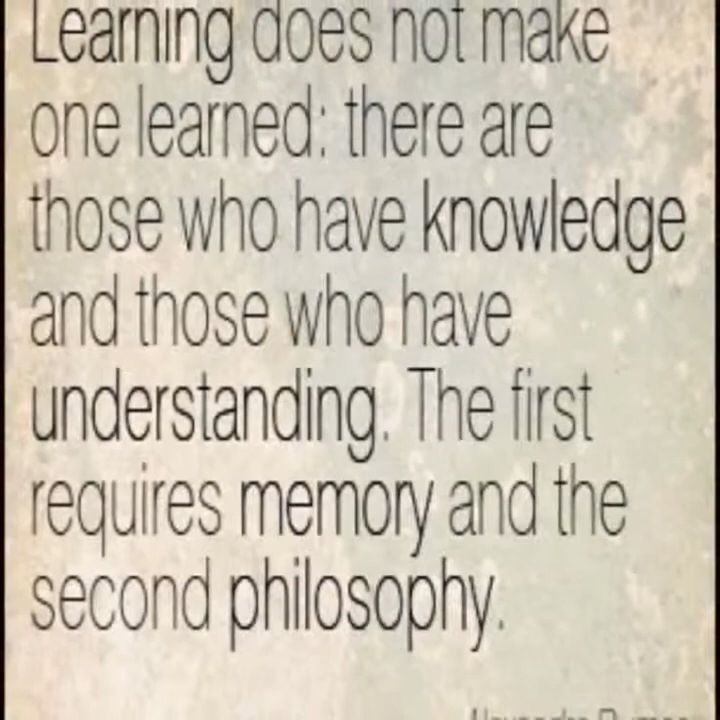 Learning does not make
one learned: there are
those who have knowledge
and those who have
understanding. The first
requires memory and the
second philosophy.